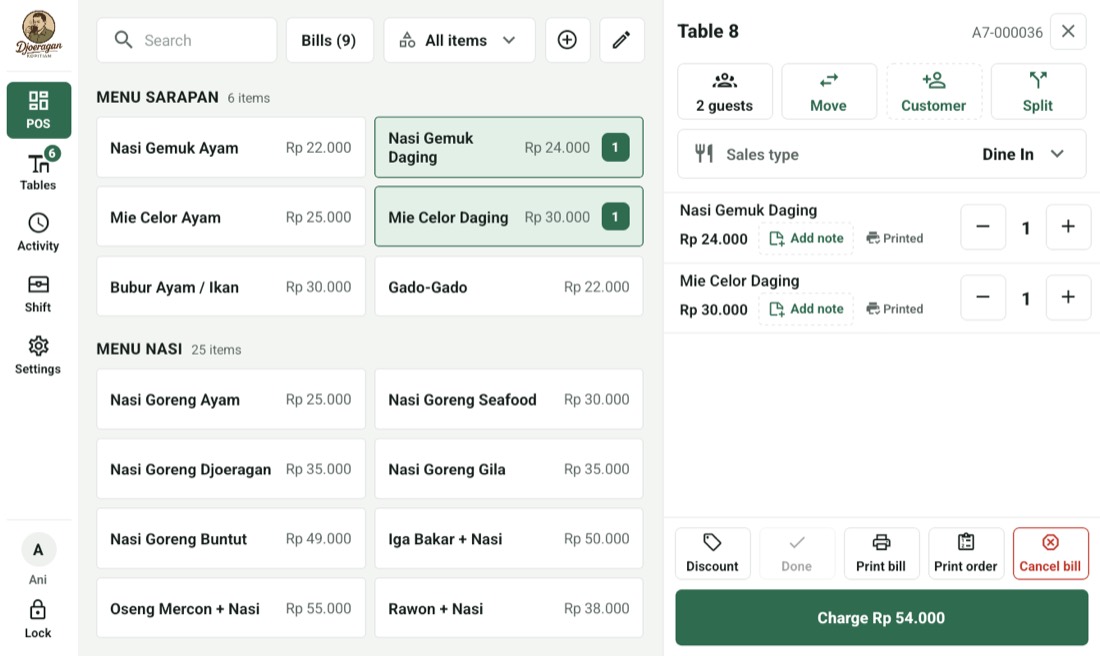 Djoeragan
KOPITIAM
POS
6
Tables
Activity
Shift
Settings
A
Ani
Lock
Search
Bills (9)
All items
MENU SARAPAN 6 items
Nasi Gemuk Ayam Rp 22.000
Nasi Gemuk
Daging Rp 24.000 1
Mie Celor Ayam Rp 25.000
Mie Celor Daging Rp 30.000 1
Bubur Ayam / Ikan Rp 30.000
Gado-Gado Rp 22.000
MENU NASI 25 items
Nasi Goreng Ayam Rp 25.000
Nasi Goreng Seafood Rp 30.000
Nasi Goreng Djoeragan Rp 35.000
Nasi Goreng Gila Rp 35.000
Nasi Goreng Buntut Rp 49.000
Iga Bakar + Nasi Rp 50.000
Oseng Mercon + Nasi Rp 55.000
Rawon + Nasi Rp 38.000
Table 8 A7-000036
2 guests
Move
Customer
Split
Sales type Dine In
Nasi Gemuk Daging
Rp 24.000 Add note Printed 1
Mie Celor Daging
Rp 30.000 Add note Printed 1
Discount
Done
Print bill
Print order
Cancel bill
Charge Rp 54.000